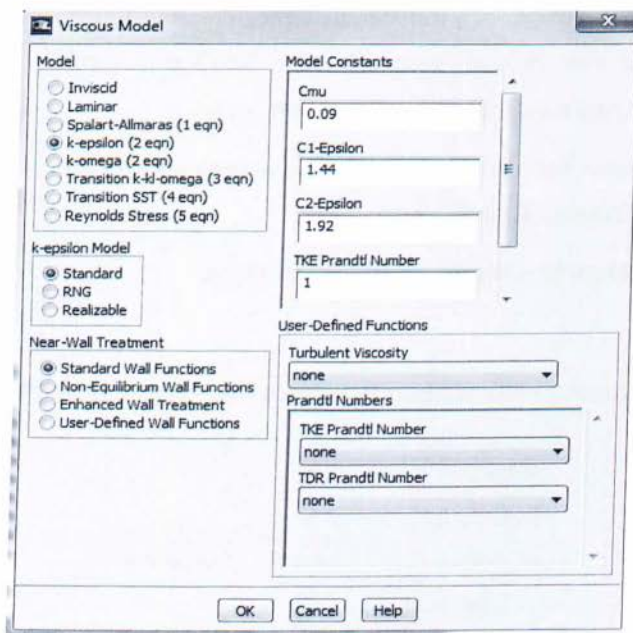 Viscous Model
Model
Inviscid
Laminar
Spalart-Allmaras (1 eqn)
k-epsilon (2 eqn)
k-omega (2 eqn)
Transition k-kl-omega (3 eqn)
Transition SST (4 eqn)
Reynolds Stress (5 eqn)
k-epsilon Model
Standard
RNG
Realizable
Near-Wall Treatment
Standard Wall Functions
Non-Equilibrium Wall Functions
Enhanced Wall Treatment
User-Defined Wall Functions
Model Constants
Cmu
0.09
C1-Epsilon
1.44
C2-Epsilon
1.92
TKE Prandtl Number
1
User-Defined Functions
Turbulent Viscosity
none
Prandtl Numbers
TKE Prandtl Number
none
TDR Prandtl Number
none
OK
Cancel
Help